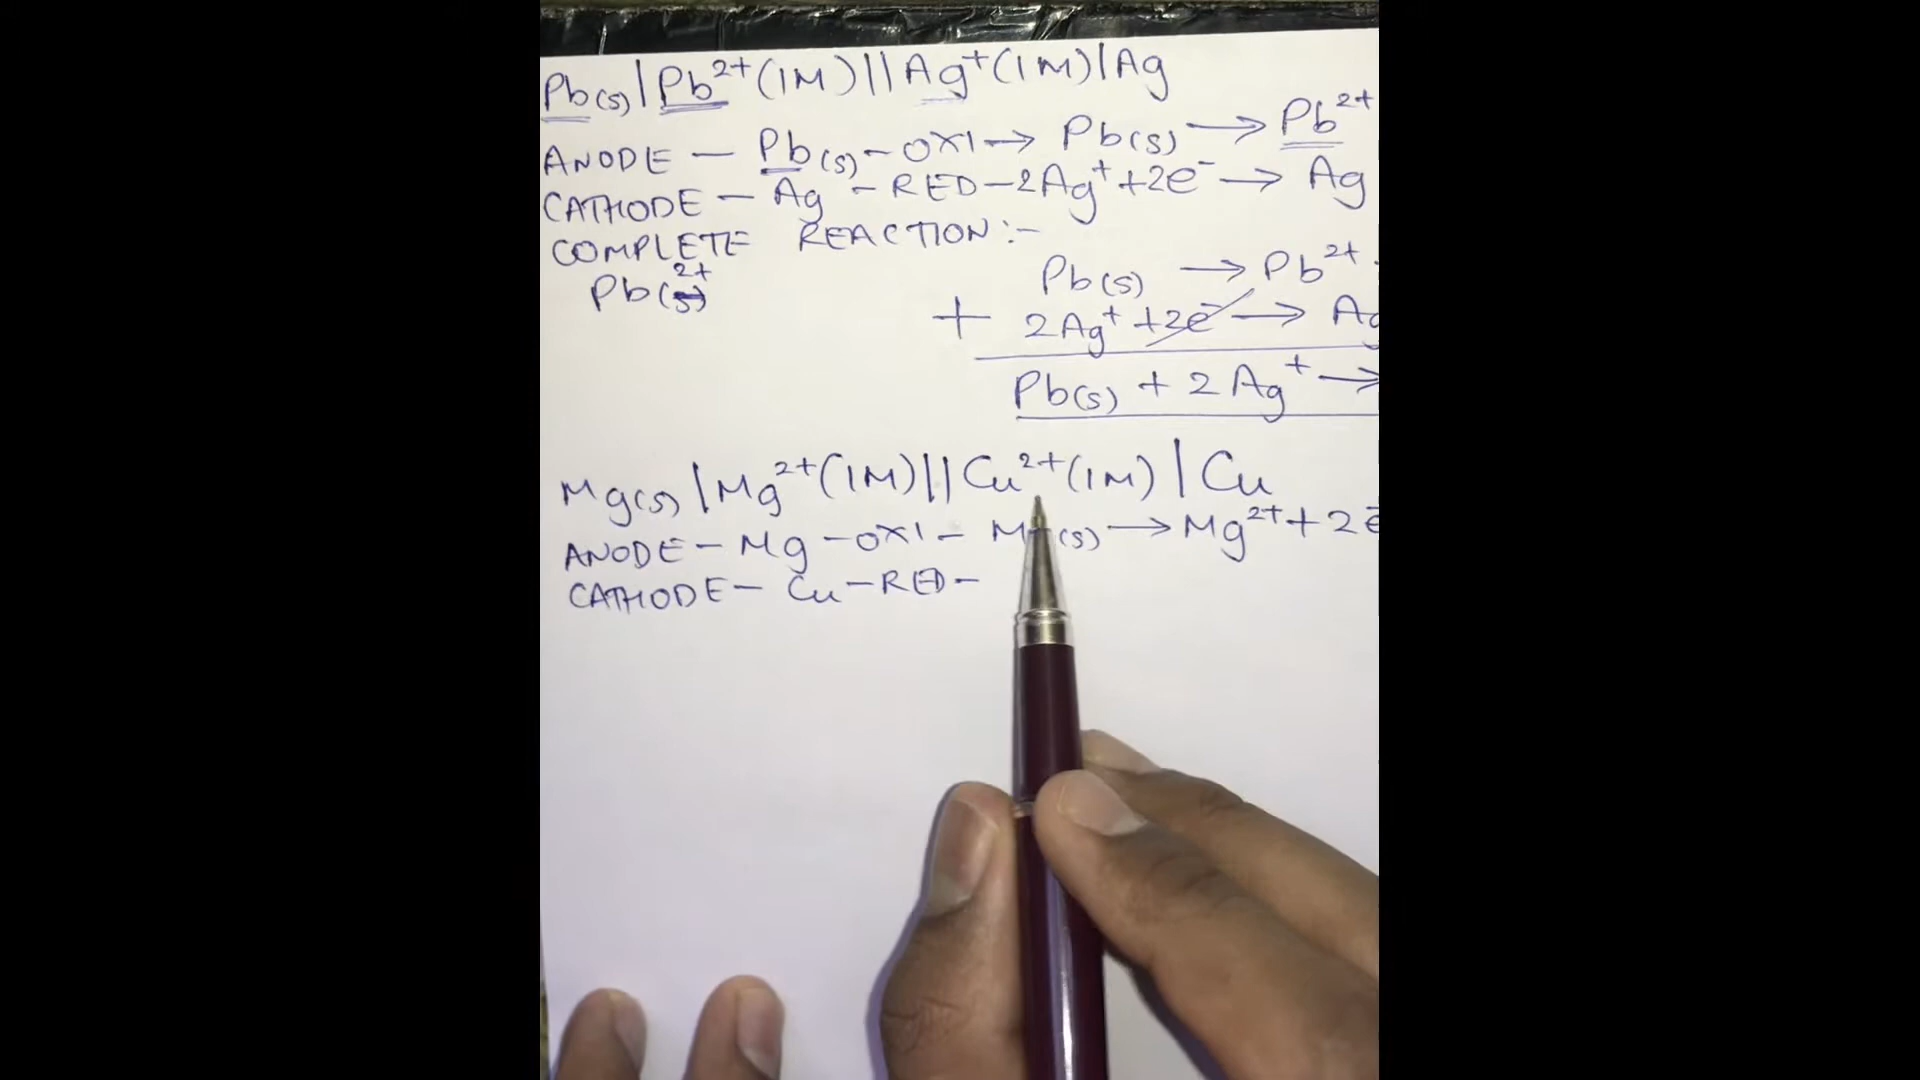 Pb(s)|Pb²⁺(1M)||Ag⁺(1M)|Ag
ANODE — Pb(s) - OXI → Pb(s) → Pb²⁺
CATHODE — Ag - RED - 2Ag⁺ + 2e⁻ → Ag
COMPLETE REACTION :-
Pb(s) → Pb²⁺
Pb
+ 2Ag⁺ + 2e⁻ → Ag
Pb(s) + 2Ag⁺ →
Mg(s) |Mg²⁺(1M)||Cu²⁺(1M) | Cu
ANODE - Mg - OXI - (s) → Mg²⁺ + 2e⁻
CATHODE - Cu - RED -